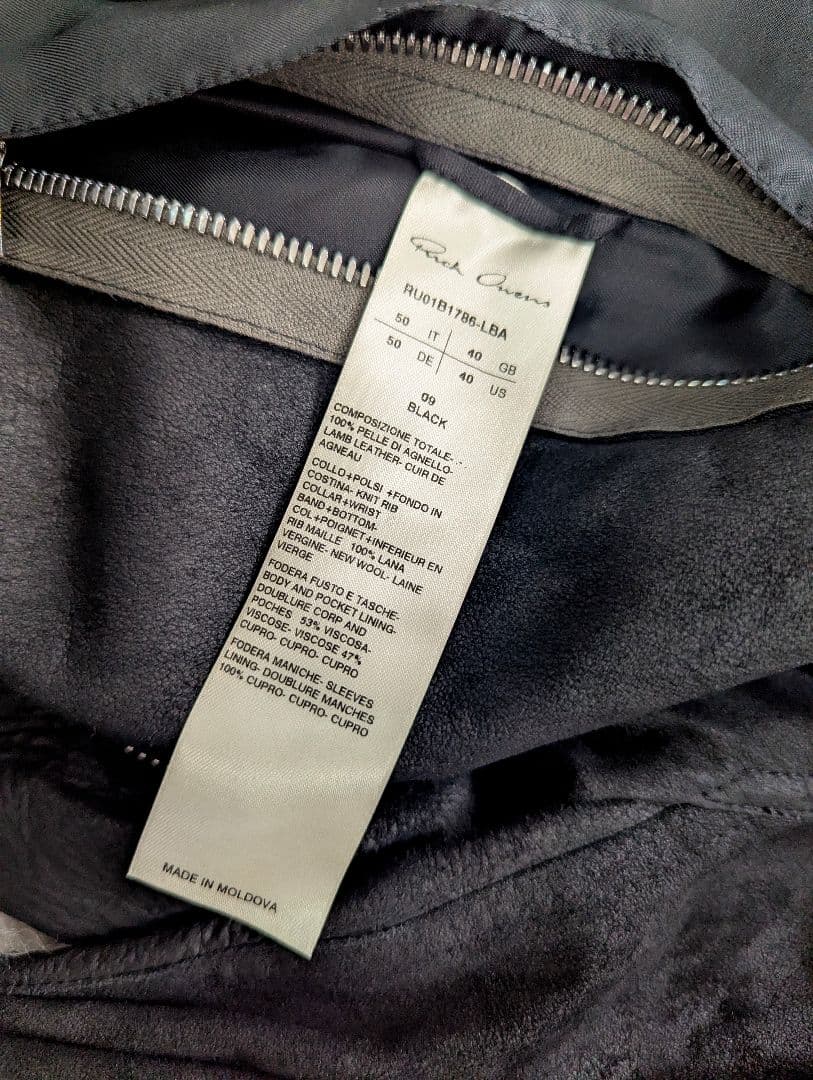 Rick Owens
RU01B1786-LBA
50 IT 40 GB
50 DE 40 US
09
BLACK
COMPOSIZIONE TOTALE- - -
100% PELLE DI AGNELLO-
LAMB LEATHER- CUIR DE
AGNEAU
COLLO+POLSI +FONDO IN
COSTINA- KNIT RIB
COLLAR+WRIST
BAND+BOTTOM-
COL+POIGNET+INFERIEUR EN
RIB MAILLE 100% LANA
VERGINE- NEW WOOL- LAINE
VIERGE
FODERA FUSTO E TASCHE-
BODY AND POCKET LINING-
DOUBLURE CORP AND
POCHES 53% VISCOSA-
VISCOSE- VISCOSE 47%
CUPRO- CUPRO- CUPRO
FODERA MANICHE- SLEEVES
LINING- DOUBLURE MANCHES
100% CUPRO- CUPRO- CUPRO
MADE IN MOLDOVA